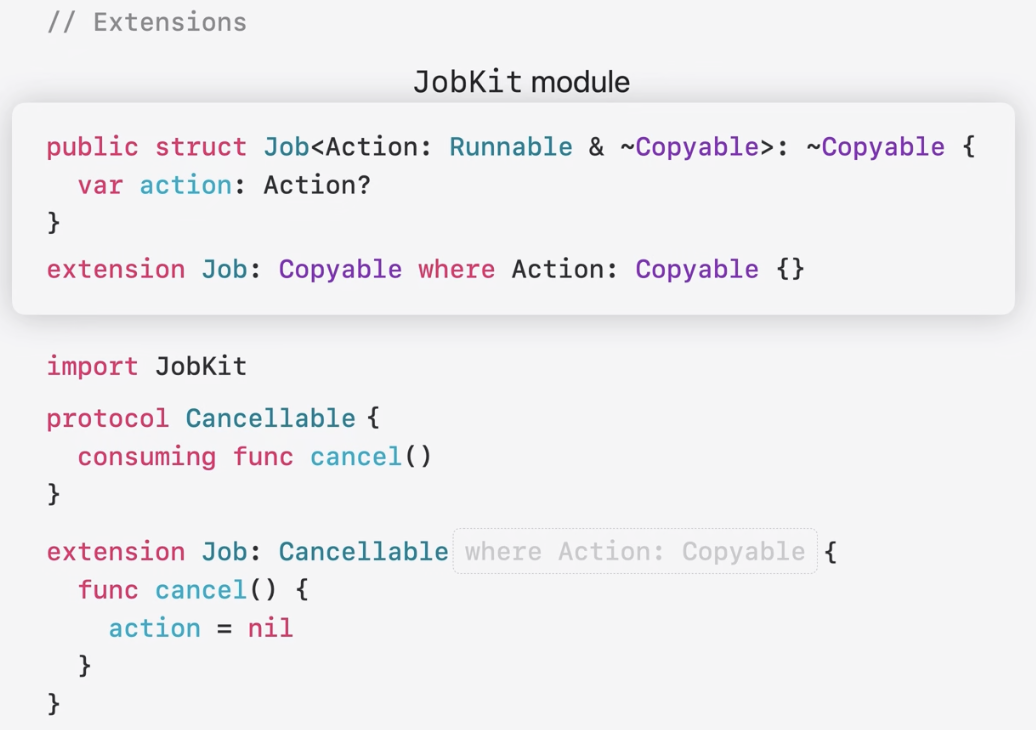 // Extensions
JobKit module
public struct Job<Action: Runnable & ~Copyable>: ~Copyable {
var action: Action?
}
extension Job: Copyable where Action: Copyable {}
import JobKit
protocol Cancellable {
consuming func cancel()
}
extension Job: Cancellable where Action: Copyable {
func cancel() {
action = nil
}
}